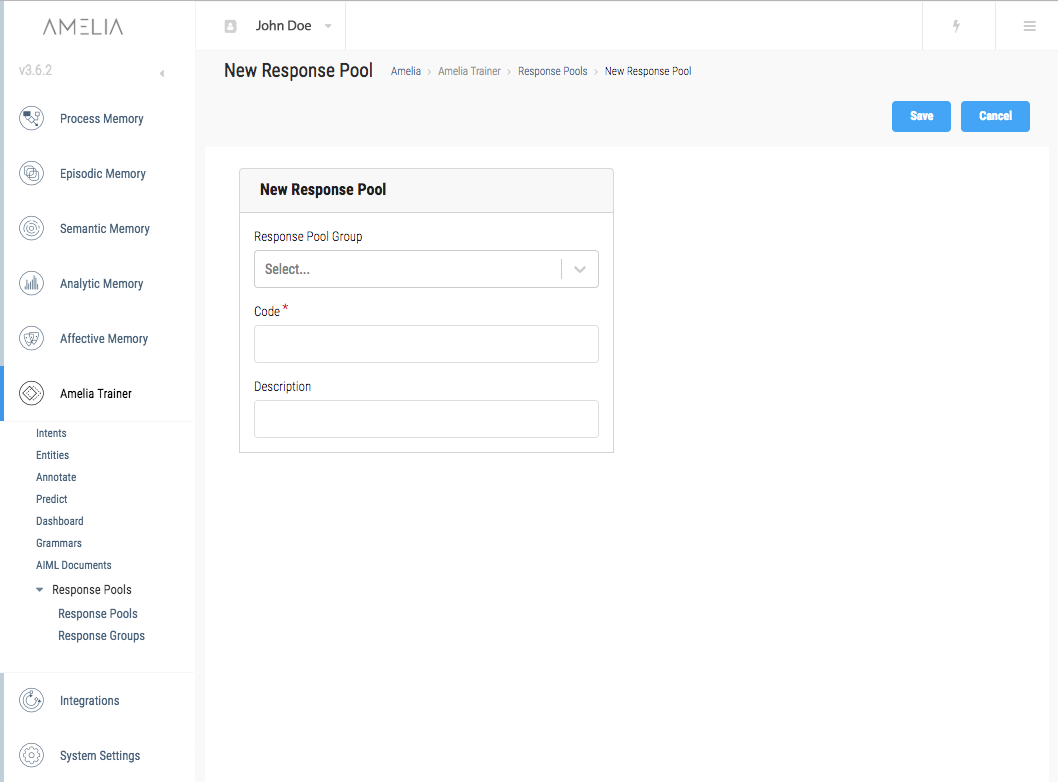 AMELIA
John Doe
v3.6.2
New Response Pool
Amelia › Amelia Trainer › Response Pools › New Response Pool
Save
Cancel
Process Memory
Episodic Memory
Semantic Memory
Analytic Memory
Affective Memory
Amelia Trainer
Intents
Entities
Annotate
Predict
Dashboard
Grammars
AIML Documents
Response Pools
Response Pools
Response Groups
Integrations
System Settings
New Response Pool
Response Pool Group
Select...
Code *
Description